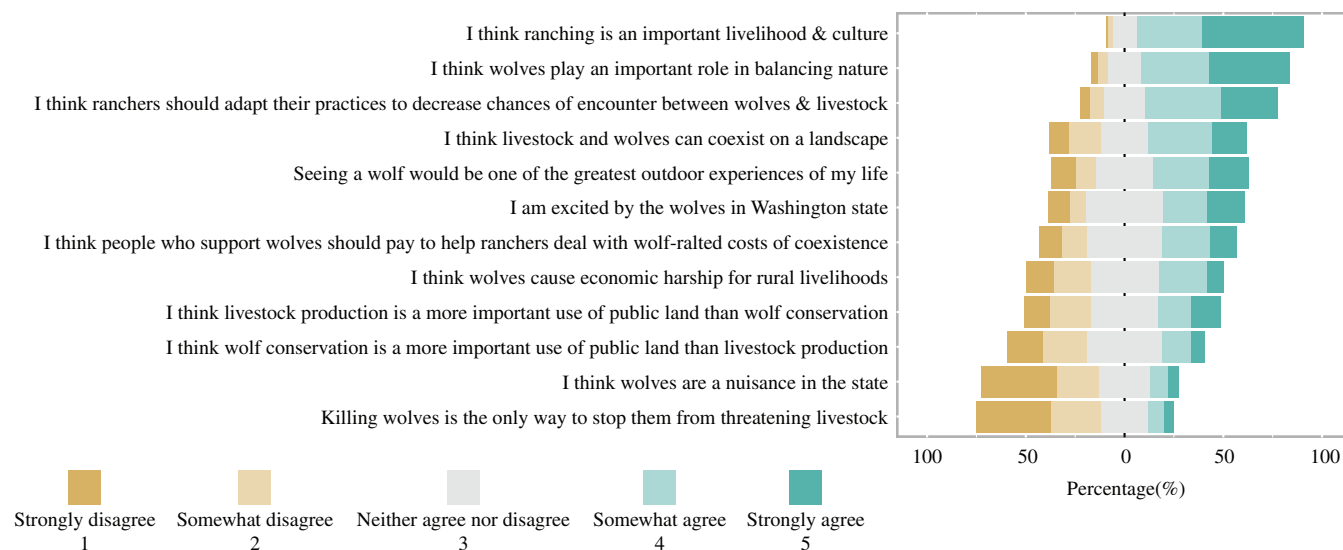 I think ranching is an important livelihood & culture
I think wolves play an important role in balancing nature
I think ranchers should adapt their practices to decrease chances of encounter between wolves & livestock
I think livestock and wolves can coexist on a landscape
Seeing a wolf would be one of the greatest outdoor experiences of my life
I am excited by the wolves in Washington state
I think people who support wolves should pay to help ranchers deal with wolf-ralted costs of coexistence
I think wolves cause economic harship for rural livelihoods
I think livestock production is a more important use of public land than wolf conservation
I think wolf conservation is a more important use of public land than livestock production
I think wolves are a nuisance in the state
Killing wolves is the only way to stop them from threatening livestock
100 50 0 50 100
Percentage(%)
Strongly disagree Somewhat disagree Neither agree nor disagree Somewhat agree Strongly agree
1 2 3 4 5